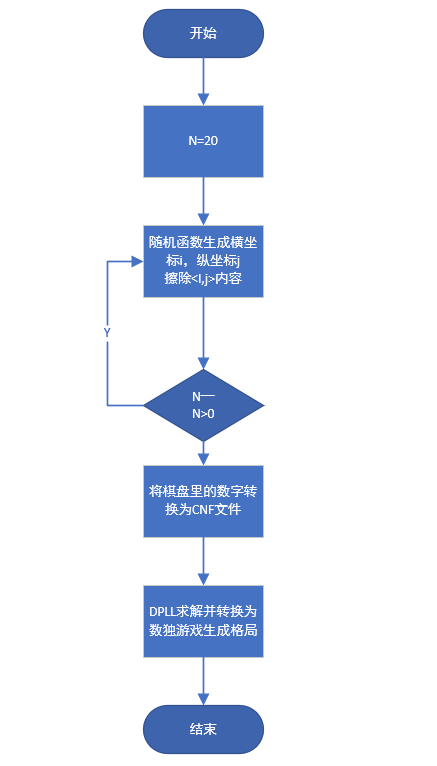 开始
N=20
随机函数生成横坐
标i，纵坐标j
擦除<I,j>内容
Y
N—
N>0
将棋盘里的数字转
换为CNF文件
DPLL求解并转换为
数独游戏生成格局
结束